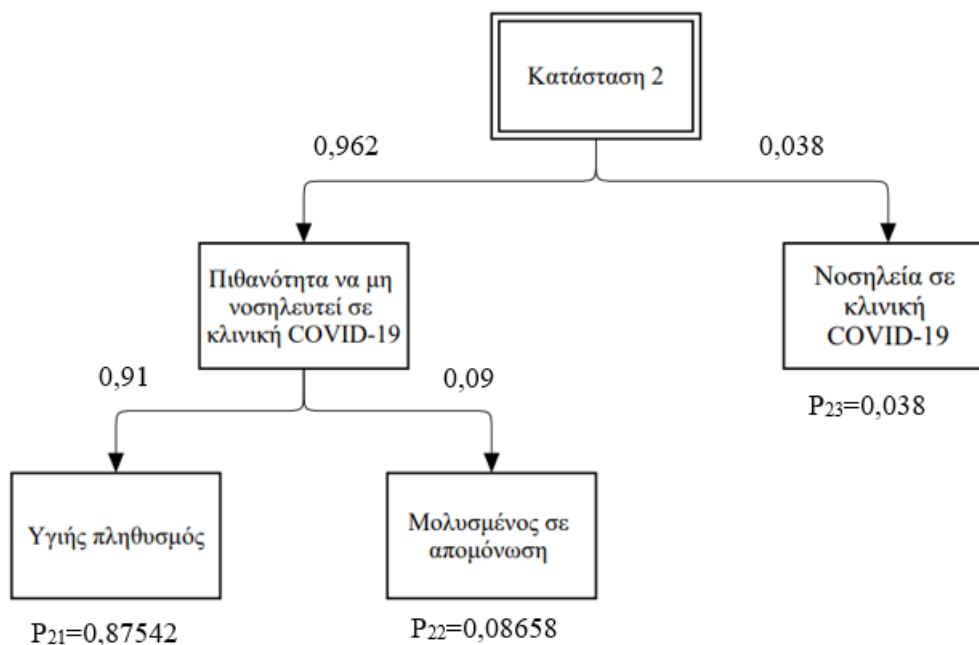 Κατάσταση 2
0,962
0,038
Πιθανότητα να μη
νοσηλευτεί σε
κλινική COVID-19
Νοσηλεία σε
κλινική
COVID-19
0,91
0,09
P₂₃=0,038
Υγιής πληθυσμός
Μολυσμένος σε
απομόνωση
P₂₁=0,87542
P₂₂=0,08658